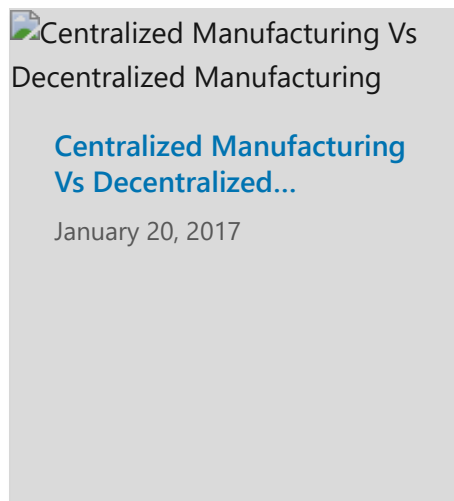 Centralized Manufacturing Vs
Decentralized Manufacturing
Centralized Manufacturing
Vs Decentralized...
January 20, 2017